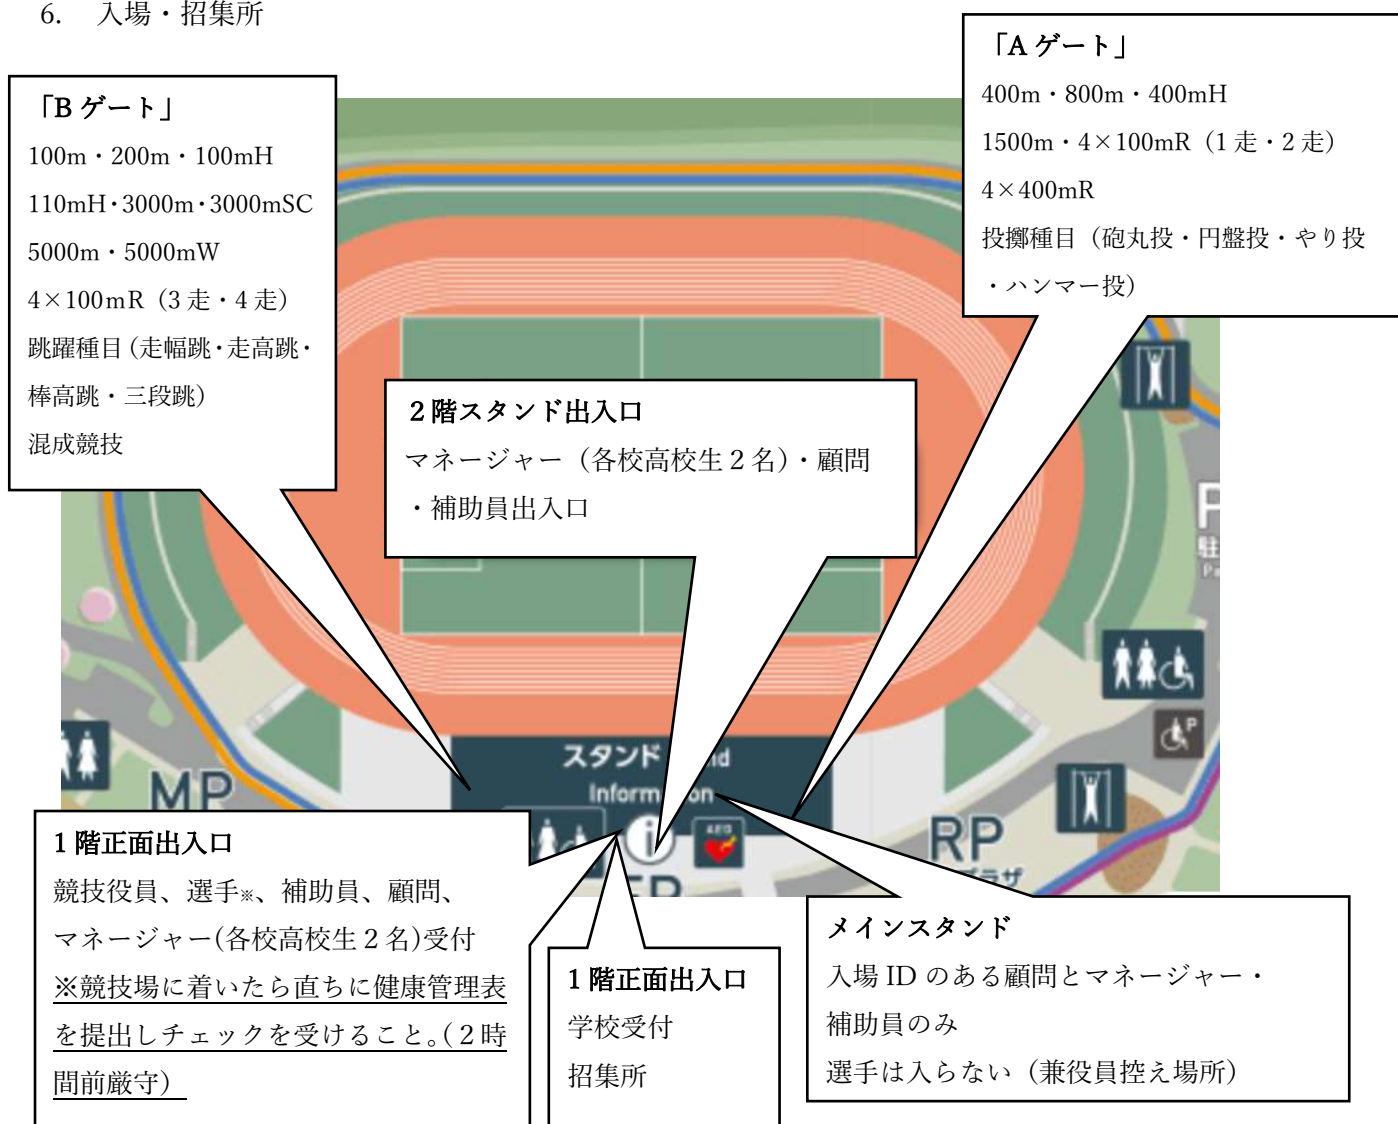 6. 入場・招集所
「Bゲート」
100m・200m・100mH
110mH・3000m・3000mSC
5000m・5000mW
4×100mR（3走・4走）
跳躍種目（走幅跳・走高跳・
棒高跳・三段跳）
混成競技
「Aゲート」
400m・800m・400mH
1500m・4×100mR（1走・2走）
4×400mR
投擲種目（砲丸投・円盤投・やり投
・ハンマー投）
２階スタンド出入口
マネージャー（各校高校生２名）・顧問
・補助員出入口
P
駐
Pa
スタンド
nd
Inform on
i
AED
P
MP
RP
プラザ
１階正面出入口
競技役員、選手※、補助員、顧問、
マネージャー(各校高校生２名)受付
※競技場に着いたら直ちに健康管理表
を提出しチェックを受けること。（２時
間前厳守）
１階正面出入口
学校受付
招集所
メインスタンド
入場 ID のある顧問とマネージャー・
補助員のみ
選手は入らない（兼役員控え場所）